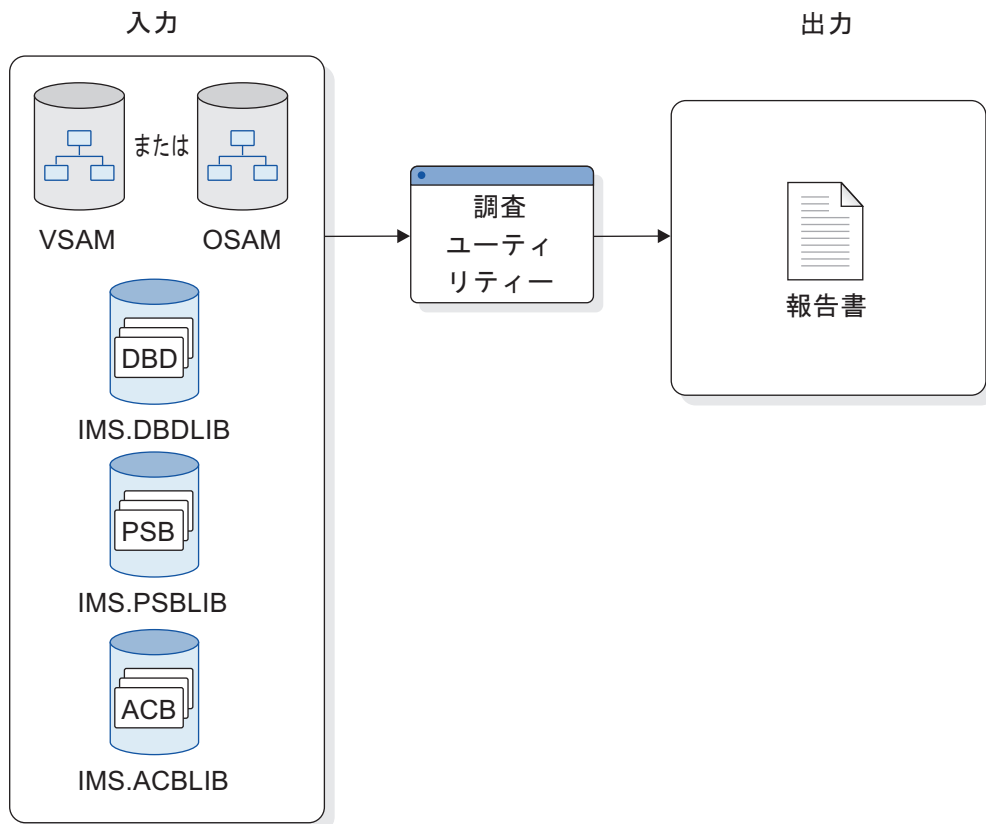 入力
出力
または
VSAM
OSAM
DBD
IMS.DBDLIB
PSB
IMS.PSBLIB
ACB
IMS.ACBLIB
調査
ユーティ
リティー
報告書